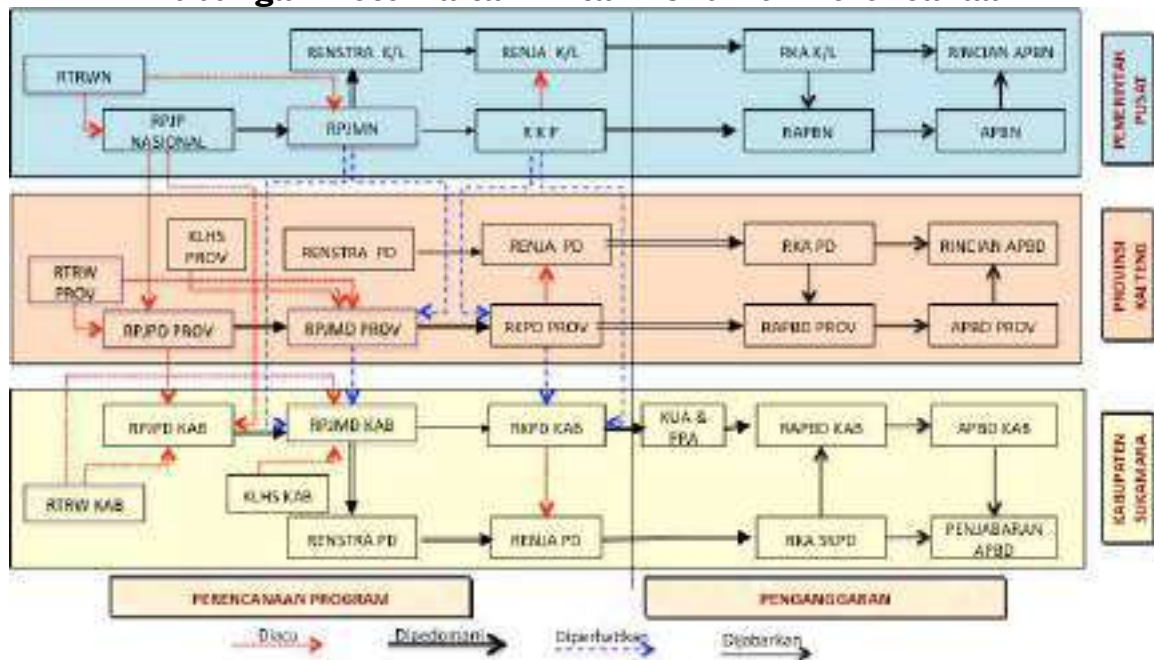 RENSTRA K/L
RENJA K/L
RKA K/L
RINCIAN APBN
RTRWN
RPJP
NASIONAL
RPJMN
RKP
RAPBN
APBN
PEMERINTAH
PUSAT
KLHS
PROV
RENSTRA PD
RENJA PD
RKA PD
RINCIAN APBD
RTRW
PROV
RPJPD PROV
RPJMD PROV
RKPD PROV
RAPBD PROV
APBD PROV
PROVINSI
KALTENG
RPJPD KAB
RPJMD KAB
RKPD KAB
KUA &
RAPBD KAB
APBD KAB
RTRW KAB
KLHS KAB
RENSTRA PD
RENJA PD
RKA SKPD
PENJABARAN
APBD
KABUPATEN
SUKAMARA
PERENCANAAN PROGRAM
PENGANGGARAN
Diacu
Dipedomani
Diperhatikan
Dijabarkan